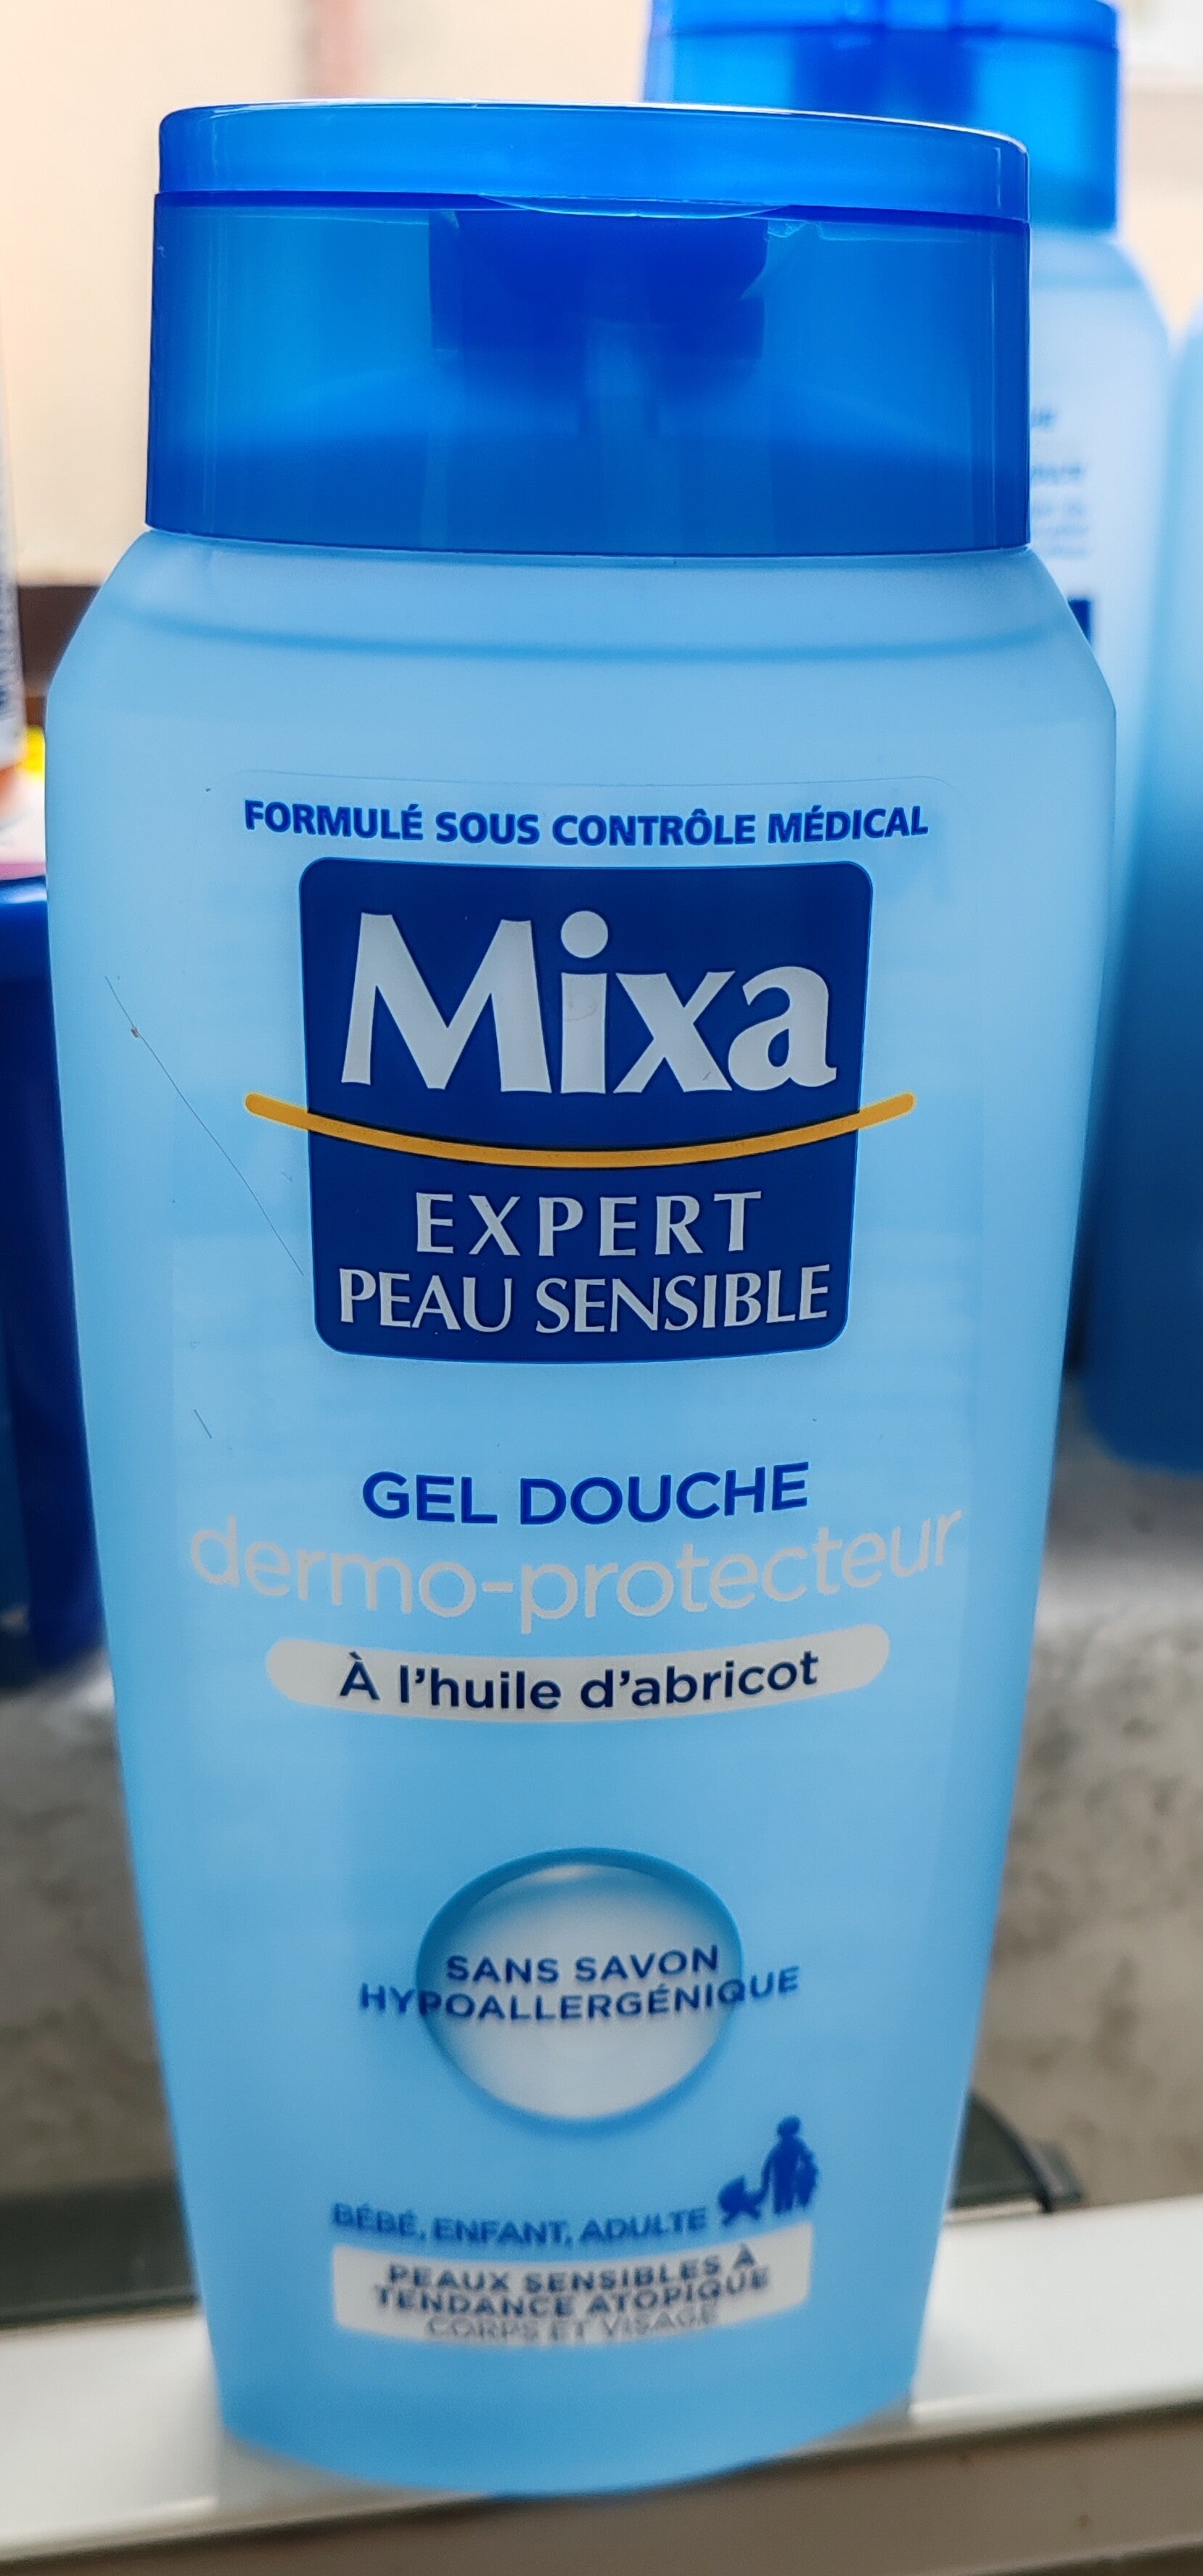 FORMULÉ SOUS CONTRÔLE MÉDICAL
Mixa
EXPERT
PEAU SENSIBLE
GEL DOUCHE
dermo-protecteur
À l'huile d'abricot
SANS SAVON
HYPOALLERGÉNIQUE
BÉBÉ, ENFANT, ADULTE
PEAUX SENSIBLES À
TENDANCE ATOPIQUE
CORPS ET VISAGE